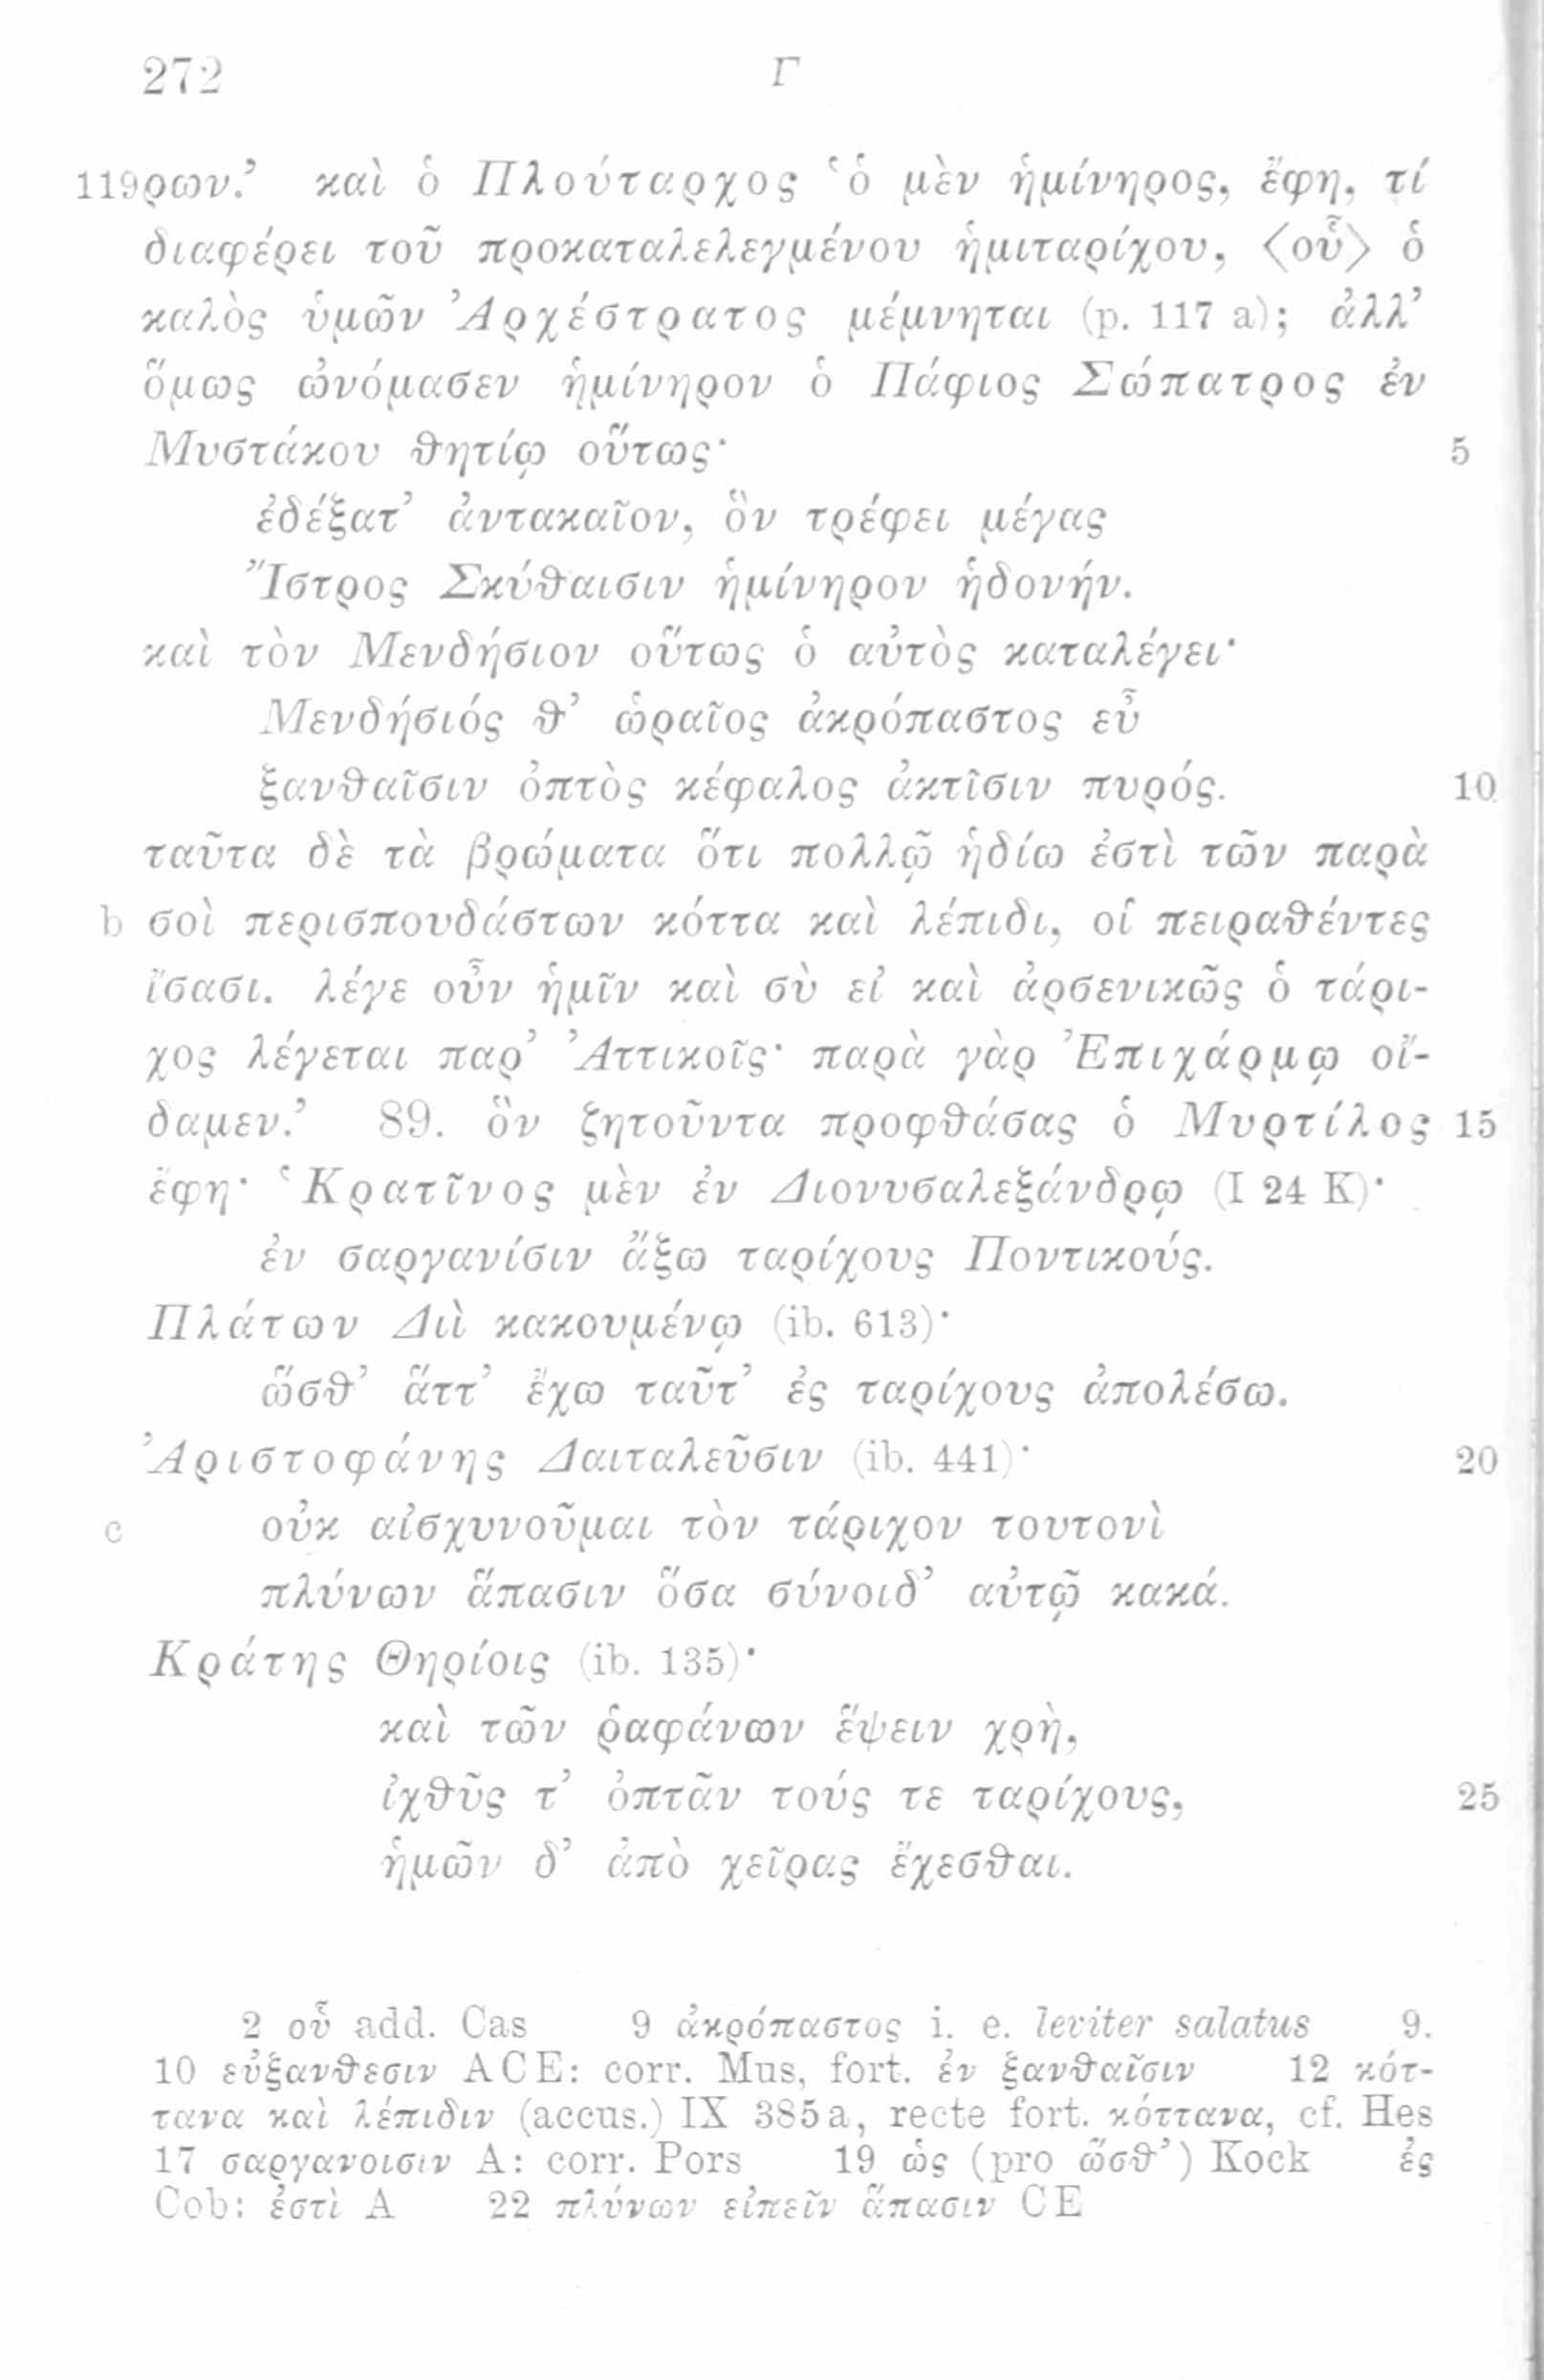 272 Γ
119ρων.’ καὶ ὁ Πλούταρχος ‘ὁ μὲν ἡμίνηρος, ἔφη, τί
διαφέρει τοῦ προκαταλελεγμένου ἡμιταρίχου, <οὗ> ὁ
καλὸς ὑμῶν Ἀρχέστρατος μέμνηται (p. 117 a); ἀλλ’
ὅμως ὠνόμασεν ἡμίνηρον ὁ Πάφιος Σώπατρος ἐν
Μυστάκου θητίῳ οὕτως· 5
ἐδέξατ’ ἀντακαῖον, ὃν τρέφει μέγας
Ἴστρος Σκύθαισιν ἡμίνηρον ἡδονήν.
καὶ τὸν Μενδήσιον οὕτως ὁ αὐτὸς καταλέγει·
Μενδήσιός θ’ ὡραῖος ἀκρόπαστος εὖ
ξανθαῖσιν ὀπτὸς κέφαλος ἀκτῖσιν πυρός. 10
ταῦτα δὲ τὰ βρώματα ὅτι πολλῷ ἡδίω ἐστὶ τῶν παρὰ
b σοὶ περισπουδάστων κόττα καὶ λέπιδι, οἱ πειραθέντες
ἴσασι. λέγε οὖν ἡμῖν καὶ σὺ εἰ καὶ ἀρσενικῶς ὁ τάρι-
χος λέγεται παρ’ Ἀττικοῖς· παρὰ γὰρ Ἐπιχάρμῳ οἴ-
δαμεν.’ 89. ὃν ζητοῦντα προφθάσας ὁ Μυρτίλος 15
ἔφη· ‘Κρατῖνος μὲν ἐν Διονυσαλεξάνδρῳ (I 24 K)·
ἐν σαργανίσιν ἄξω ταρίχους Ποντικούς.
Πλάτων Διὶ κακουμένῳ (ib. 613)·
ὥσθ’ ἅττ’ ἔχω ταῦτ’ ἐς ταρίχους ἀπολέσω.
Ἀριστοφάνης Δαιταλεῦσιν (ib. 441)· 20
c οὐκ αἰσχυνοῦμαι τὸν τάριχον τουτονὶ
πλύνων ἅπασιν ὅσα σύνοιδ’ αὐτῷ κακά.
Κράτης Θηρίοις (ib. 135)·
καὶ τῶν ῥαφάνων ἕψειν χρὴ,
ἰχθῦς τ’ ὀπτᾶν τούς τε ταρίχους, 25
ἡμῶν δ’ ἀπὸ χεῖρας ἔχεσθαι.
2 οὗ add. Cas 9 ἀκρόπαστος i. e. leviter salatus 9.
10 εὐξανθεσιν ACE: corr. Mus, fort. ἐν ξανθαῖσιν 12 κότ-
τανα καὶ λέπιδιν (accus.) IX 385a, recte fort. κόττανα, cf. Hes
17 σαργανοισιν A: corr. Pors 19 ὡς (pro ὥσθ’) Kock ἐς
Cob: ἐστὶ A 22 πλύνων εἰπεῖν ἅπασιν CE